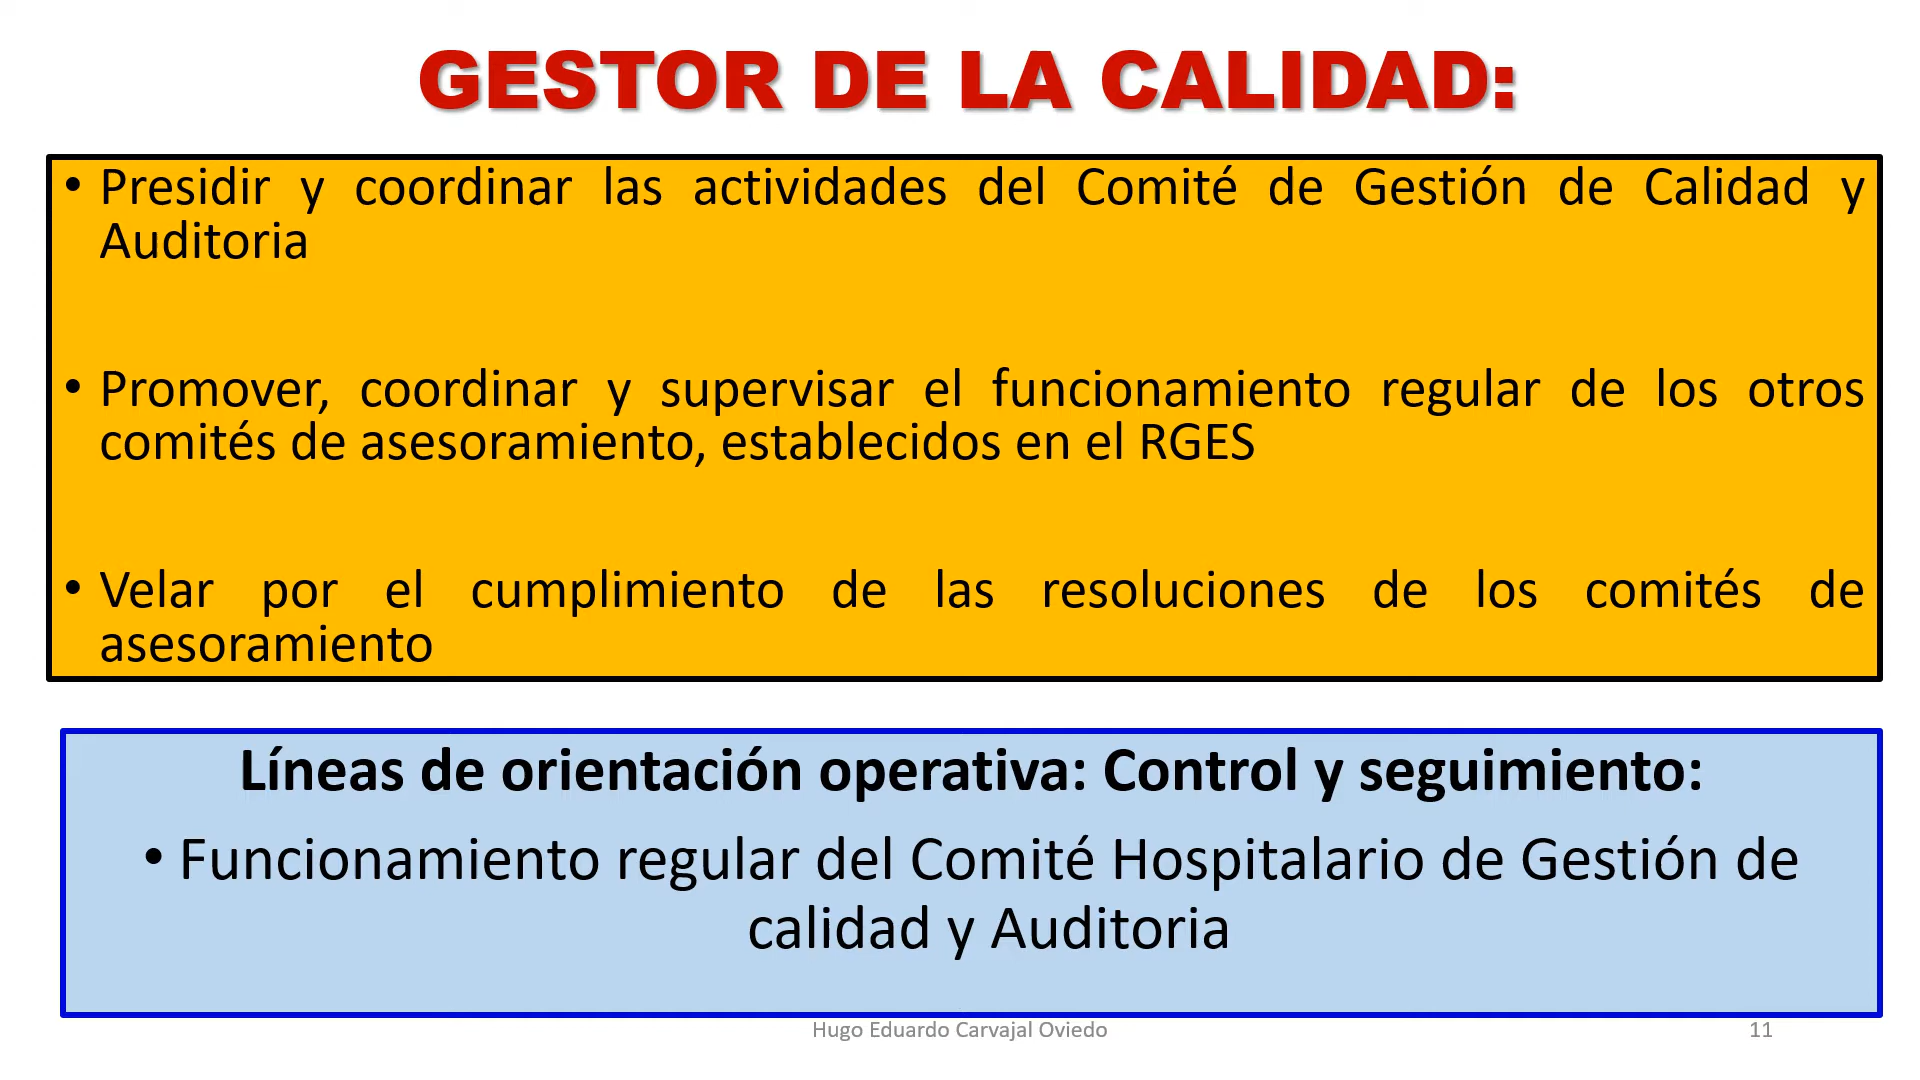 GESTOR DE LA CALIDAD:
• Presidir y coordinar las actividades del Comité de Gestión de Calidad y
Auditoria
• Promover, coordinar y supervisar el funcionamiento regular de los otros
comités de asesoramiento, establecidos en el RGES
• Velar por el cumplimiento de las resoluciones de los comités de
asesoramiento
Líneas de orientación operativa: Control y seguimiento:
• Funcionamiento regular del Comité Hospitalario de Gestión de
calidad y Auditoria
Hugo Eduardo Carvajal Oviedo
11